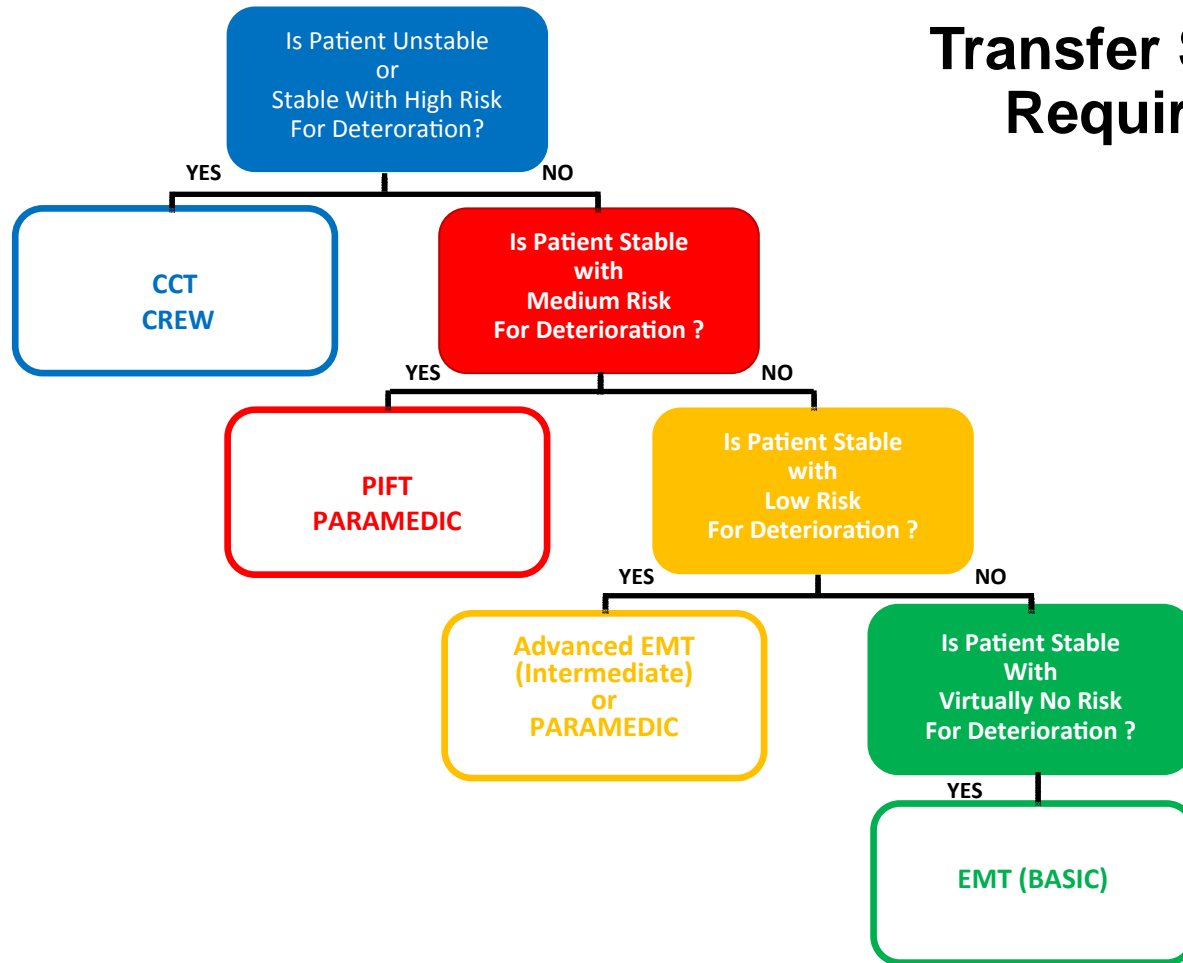 Transfer
Requir
Is Patient Unstable
or
Stable With High Risk
For Deteroration?
YES
NO
CCT
CREW
Is Patient Stable
with
Medium Risk
For Deterioration ?
YES
NO
PIFT
PARAMEDIC
Is Patient Stable
with
Low Risk
For Deterioration ?
YES
NO
Advanced EMT
(Intermediate)
or
PARAMEDIC
Is Patient Stable
With
Virtually No Risk
For Deterioration ?
YES
EMT (BASIC)